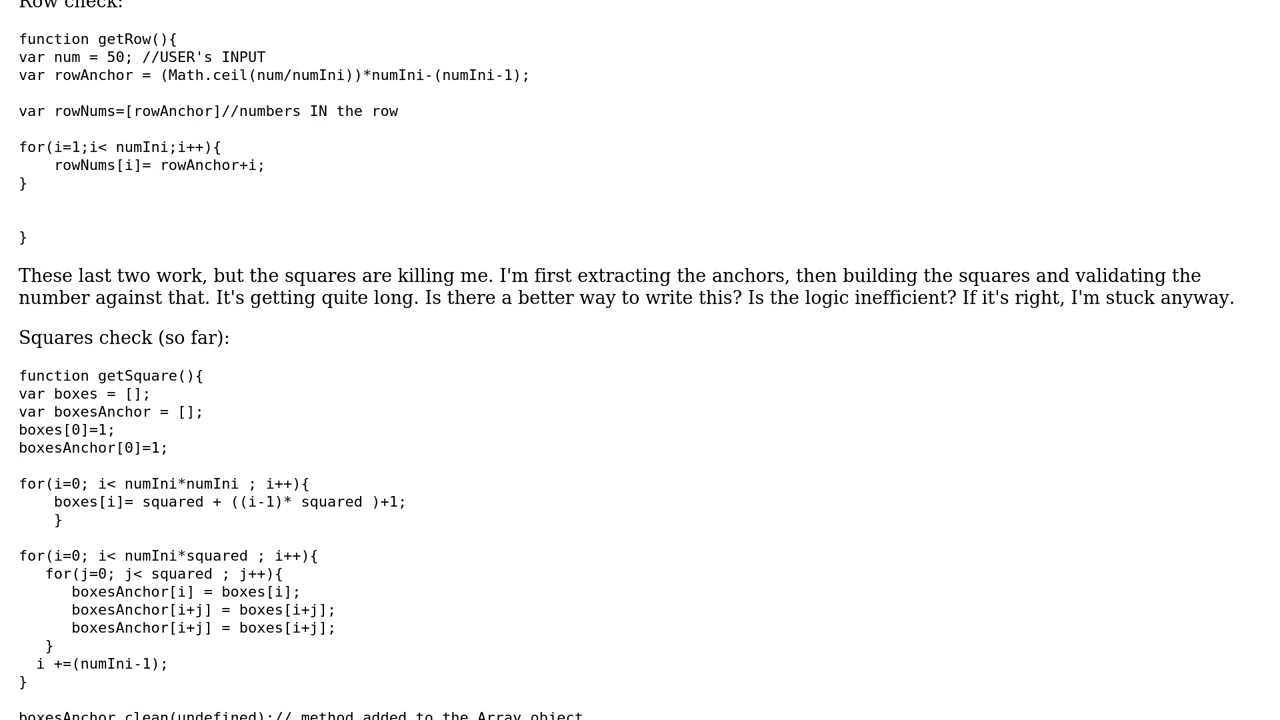 Row check:
function getRow(){
var num = 50; //USER's INPUT
var rowAnchor = (Math.ceil(num/numIni))*numIni-(numIni-1);
var rowNums=[rowAnchor]//numbers IN the row
for(i=1;i< numIni;i++){
    rowNums[i]= rowAnchor+i;
}
}
These last two work, but the squares are killing me. I'm first extracting the anchors, then building the squares and validating the
number against that. It's getting quite long. Is there a better way to write this? Is the logic inefficient? If it's right, I'm stuck anyway.
Squares check (so far):
function getSquare(){
var boxes = [];
var boxesAnchor = [];
boxes[0]=1;
boxesAnchor[0]=1;
for(i=0; i< numIni*numIni ; i++){
    boxes[i]= squared + ((i-1)* squared )+1;
    }
for(i=0; i< numIni*squared ; i++){
   for(j=0; j< squared ; j++){
      boxesAnchor[i] = boxes[i];
      boxesAnchor[i+j] = boxes[i+j];
      boxesAnchor[i+j] = boxes[i+j];
   }
  i +=(numIni-1);
}
boxesAnchor.clean(undefined);// method added to the Array object